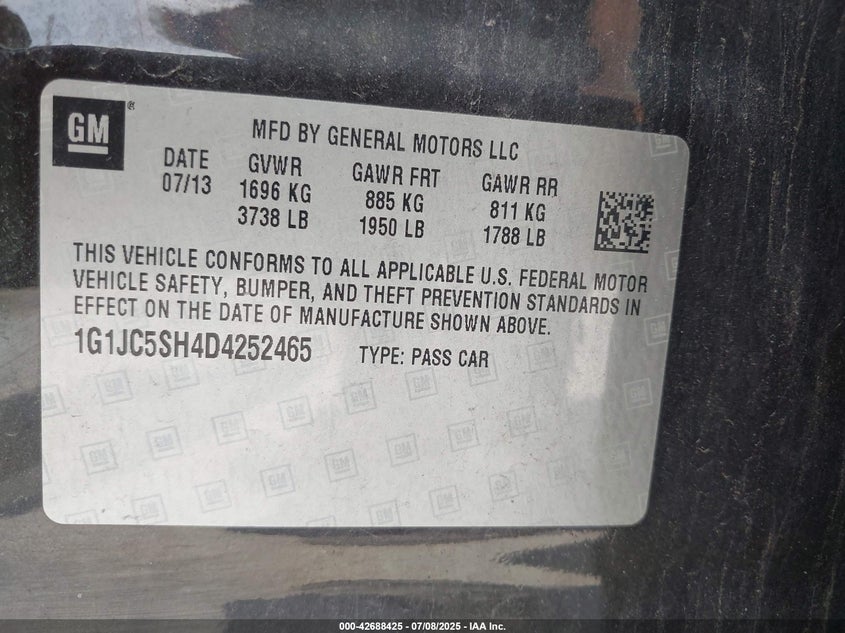 GM ®
MFD BY GENERAL MOTORS LLC
DATE GVWR GAWR FRT GAWR RR
07/13 1696 KG 885 KG 811 KG
3738 LB 1950 LB 1788 LB
THIS VEHICLE CONFORMS TO ALL APPLICABLE U.S. FEDERAL MOTOR
VEHICLE SAFETY, BUMPER, AND THEFT PREVENTION STANDARDS IN
EFFECT ON THE DATE OF MANUFACTURE SHOWN ABOVE.
1G1JC5SH4D4252465 TYPE: PASS CAR
000-42688425 - 07/08/2025 - IAA Inc.